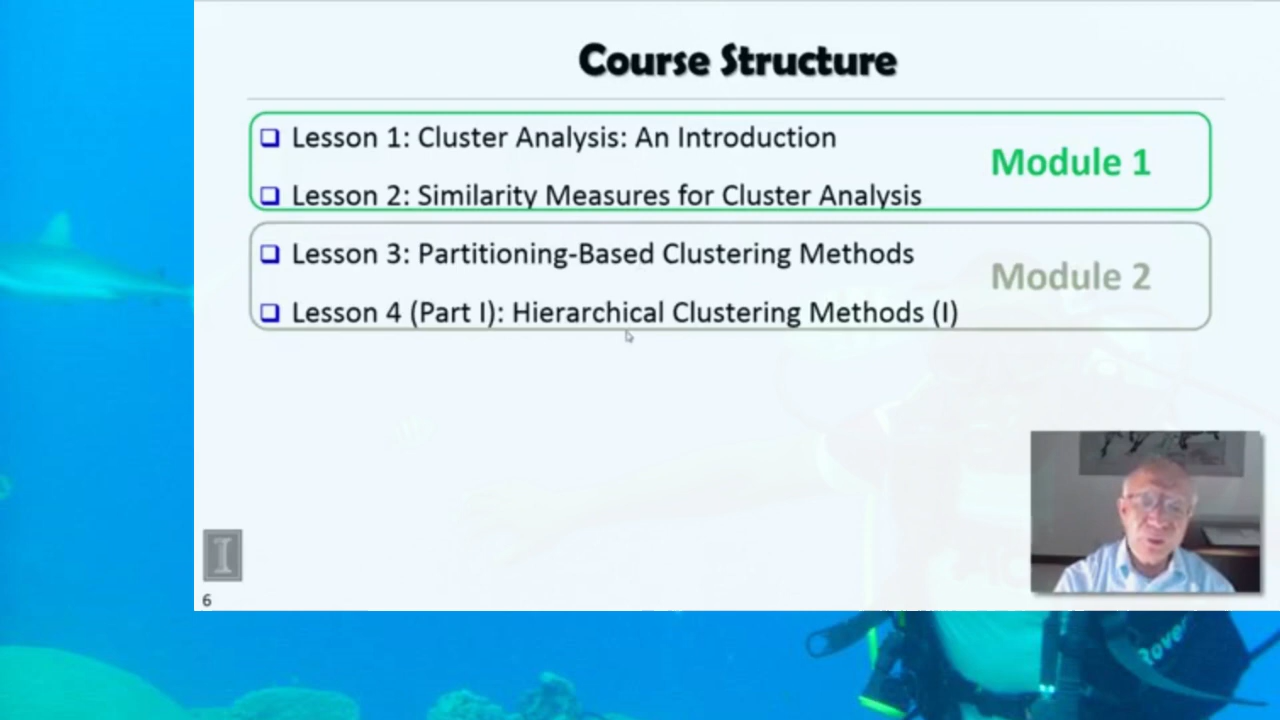 Course Structure
Lesson 1: Cluster Analysis: An Introduction
Module 1
Lesson 2: Similarity Measures for Cluster Analysis
Lesson 3: Partitioning-Based Clustering Methods
Module 2
Lesson 4 (Part I): Hierarchical Clustering Methods (I)
I
6
Rover